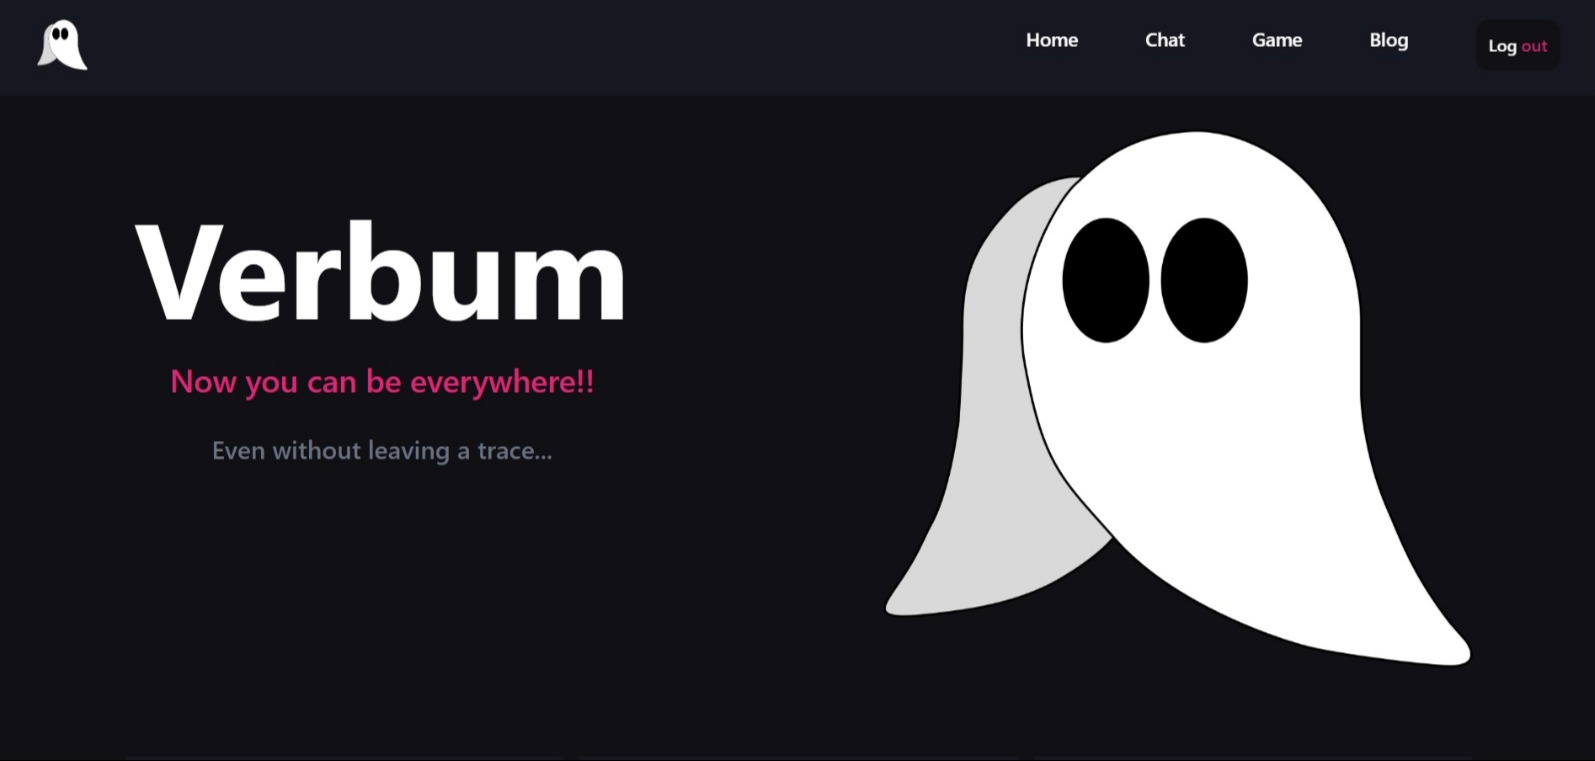 Home Chat Game Blog Log out
Verbum
Now you can be everywhere!!
Even without leaving a trace...